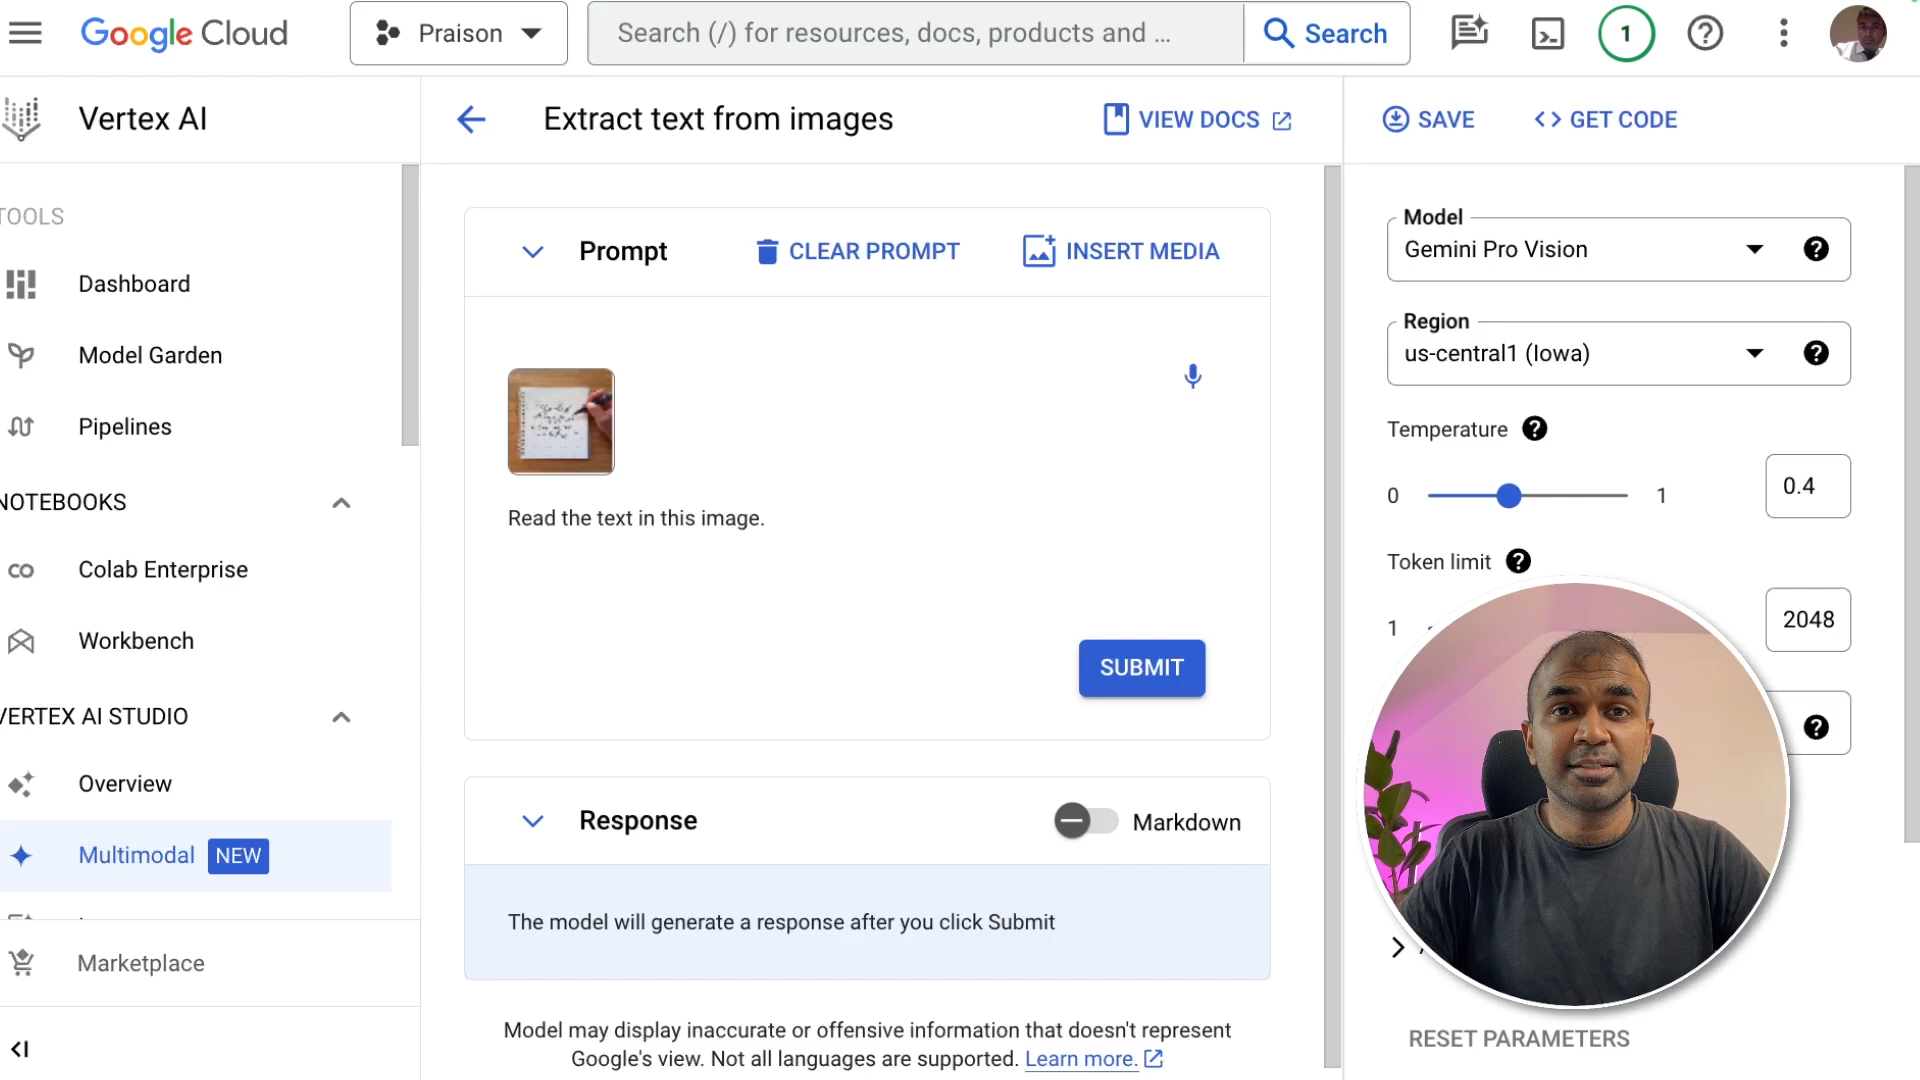 Google Cloud
Praison
Search (/) for resources, docs, products and ...
Search
1
Vertex AI
Extract text from images
VIEW DOCS
SAVE
GET CODE
TOOLS
Dashboard
Model Garden
Pipelines
NOTEBOOKS
Colab Enterprise
Workbench
VERTEX AI STUDIO
Overview
Multimodal NEW
Marketplace
Prompt
CLEAR PROMPT
INSERT MEDIA
Read the text in this image.
SUBMIT
Response
Markdown
The model will generate a response after you click Submit
Model may display inaccurate or offensive information that doesn't represent
Google's view. Not all languages are supported. Learn more.
Model
Gemini Pro Vision
Region
us-central1 (Iowa)
Temperature
0
1
0.4
Token limit
1
2048
RESET PARAMETERS